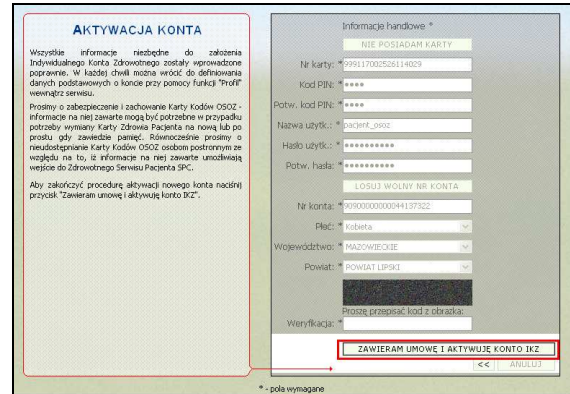 AKTYWACJA KONTA
Wszystkie informacje niezbędne do założenia
Indywidualnego Konta Zdrowotnego zostały wprowadzone
poprawnie. W każdej chwili można wrócić do definiowania
danych podstawowych o koncie przy pomocy funkcji "Profil"
wewnątrz serwisu.
Prosimy o zabezpieczenie i zachowanie Karty Kodów OSOZ -
informacje na niej zawarte mogą być potrzebne w przypadku
potrzeby wymiany Karty Zdrowia Pacjenta na nową lub po
prostu gdy zawiedzie pamięć. Równocześnie prosimy o
nieudostępnianie Karty Kodów OSOZ osobom postronnym ze
względu na to, iż informacje na niej zawarte umożliwiają
wejście do Zdrowotnego Serwisu Pacjenta SPC.
Aby zakończyć procedurę aktywacji nowego konta naciśnij
przycisk "Zawieram umowę i aktywuję konto IKZ".
Informacje handlowe *
NIE POSIADAM KARTY
Nr karty: * 999117002526114029
Kod PIN: * ●●●●
Potw. kod PIN: * ●●●●
Nazwa użytk.: * pacjent_osoz
Hasło użytk.: * ●●●●●●●●●●
Potw. hasła: * ●●●●●●●●●●
LOSUJ WOLNY NR KONTA
Nr konta: * 90900000000044137322
Płeć: * Kobieta
Województwo: * MAZOWIECKIE
Powiat: * POWIAT LIPSKI
Proszę przepisać kod z obrazka:
Weryfikacja: *
ZAWIERAM UMOWĘ I AKTYWUJĘ KONTO IKZ
<< ANULUJ
* - pola wymagane